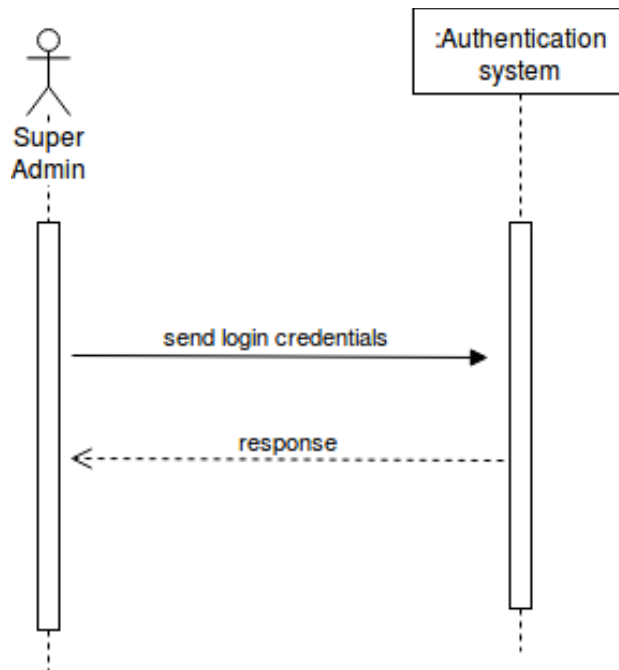 :Authentication
system
Super
Admin
send login credentials
response